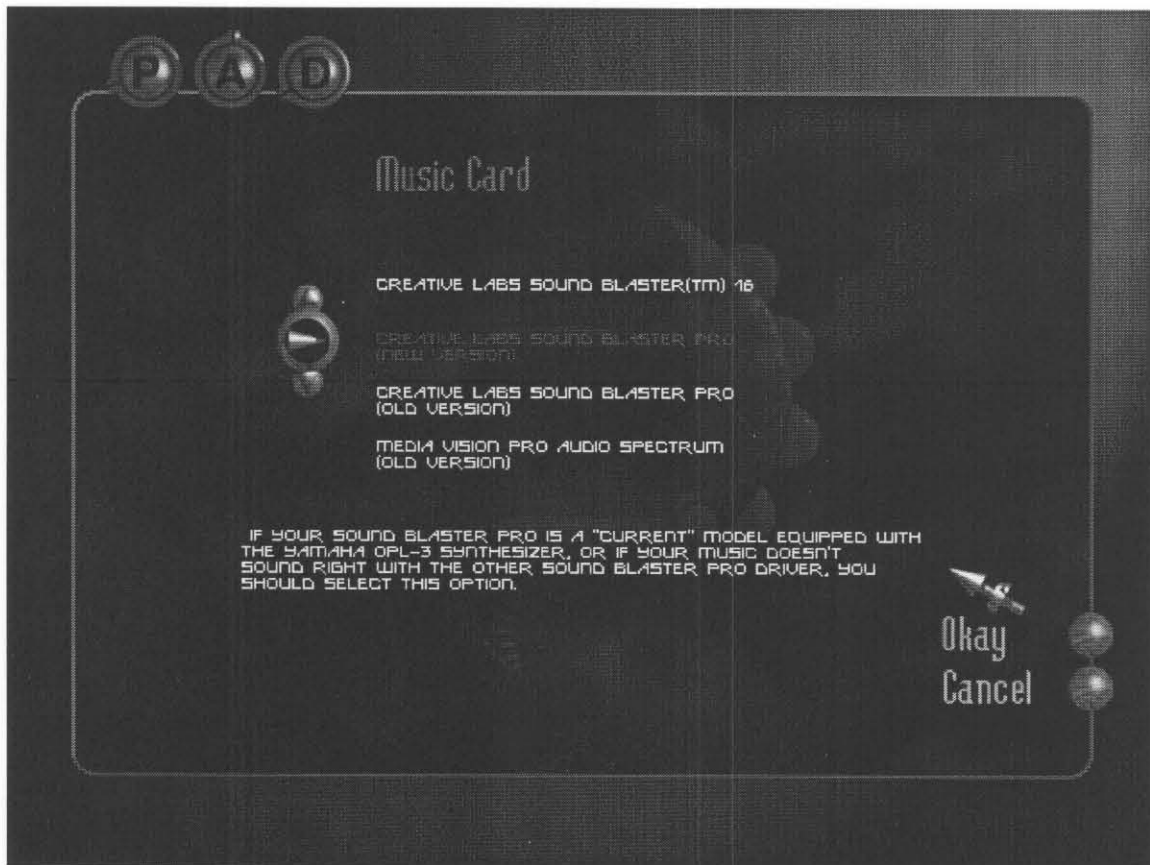 P A D
Music Card
CREATIVE LABS SOUND BLASTER(TM) 16
CREATIVE LABS SOUND BLASTER PRO
(NEW VERSION)
CREATIVE LABS SOUND BLASTER PRO
(OLD VERSION)
MEDIA VISION PRO AUDIO SPECTRUM
(OLD VERSION)
IF YOUR SOUND BLASTER PRO IS A "CURRENT" MODEL EQUIPPED WITH
THE YAMAHA OPL-3 SYNTHESIZER, OR IF YOUR MUSIC DOESN'T
SOUND RIGHT WITH THE OTHER SOUND BLASTER PRO DRIVER, YOU
SHOULD SELECT THIS OPTION.
Okay
Cancel